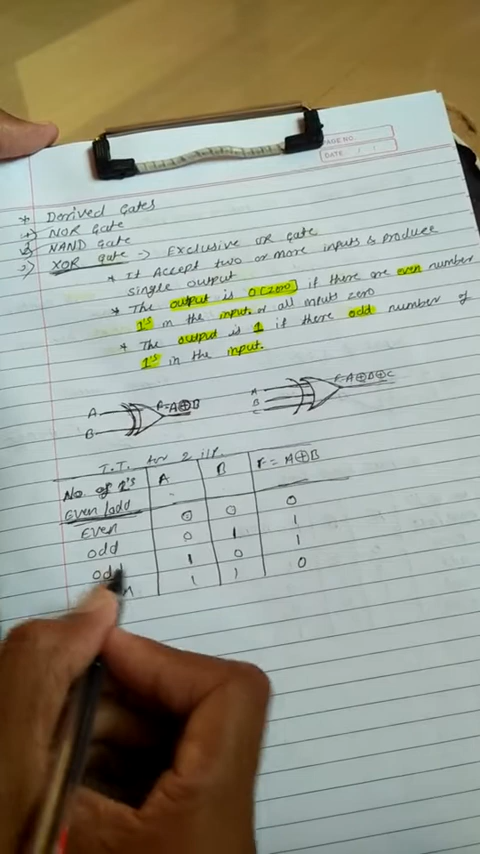 PAGE NO.
DATE / /
* Derived Gates
1) NOR Gate
2) NAND Gate
3) XOR gate -> Exclusive OR gate
* It Accept two or more inputs & produce
single output
* The output is 0 (zero) if there are even number
1's in the input or all inputs zero
* The output is 1 if there odd number of
1's in the input.
A
B
F=A⊕B
A
B
C
F=A⊕B⊕C
T.T. for 2 i/p.
No. of 1's A B F = A⊕B
Even/odd
Even 0 0 0
odd 0 1 1
odd 1 0 1
1 1 0